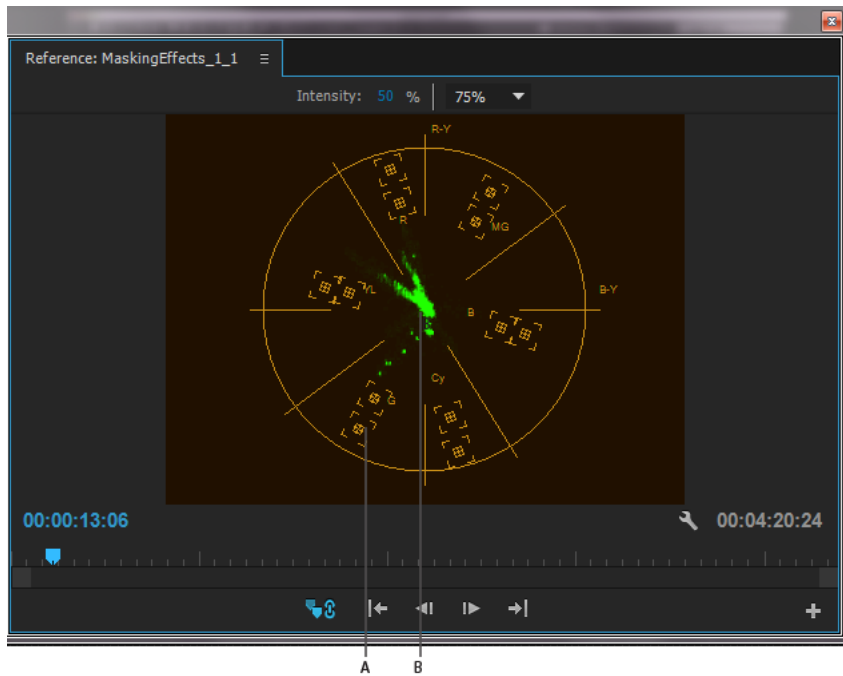 Reference: MaskingEffects_1_1
Intensity: 50 % 75%
R-Y
R
MG
YL
B-Y
B
Cy
G
00:00:13:06 00:04:20:24
A B